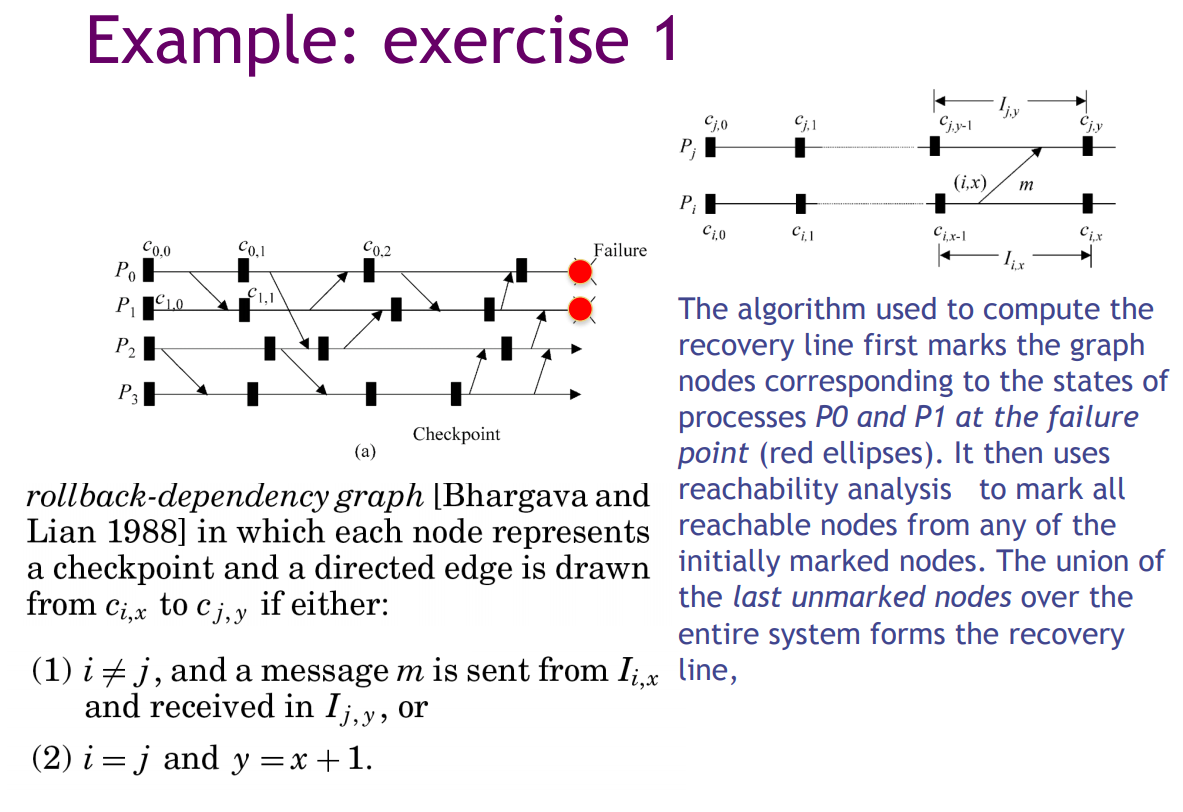 Example: exercise 1
I_{j,y}
c_{j,0} c_{j,1} c_{j,y-1} c_{j,y}
P_j
(i,x) m
P_i
c_{i,0} c_{i,1} c_{i,x-1} c_{i,x}
I_{i,x}
c_{0,0} c_{0,1} c_{0,2} Failure
P_0
P_1 c_{1,0} c_{1,1}
P_2
P_3
Checkpoint
(a)
rollback-dependency graph [Bhargava and
Lian 1988] in which each node represents
a checkpoint and a directed edge is drawn
from c_{i,x} to c_{j,y} if either:
(1) i ≠ j, and a message m is sent from I_{i,x}
and received in I_{j,y}, or
(2) i = j and y = x + 1.
The algorithm used to compute the
recovery line first marks the graph
nodes corresponding to the states of
processes P0 and P1 at the failure
point (red ellipses). It then uses
reachability analysis to mark all
reachable nodes from any of the
initially marked nodes. The union of
the last unmarked nodes over the
entire system forms the recovery
line,